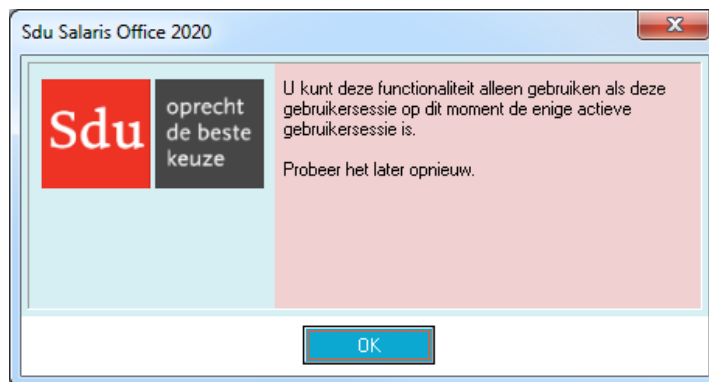 Sdu Salaris Office 2020
Sdu
oprecht
de beste
keuze
U kunt deze functionaliteit alleen gebruiken als deze
gebruikersessie op dit moment de enige actieve
gebruikersessie is.
Probeer het later opnieuw.
OK